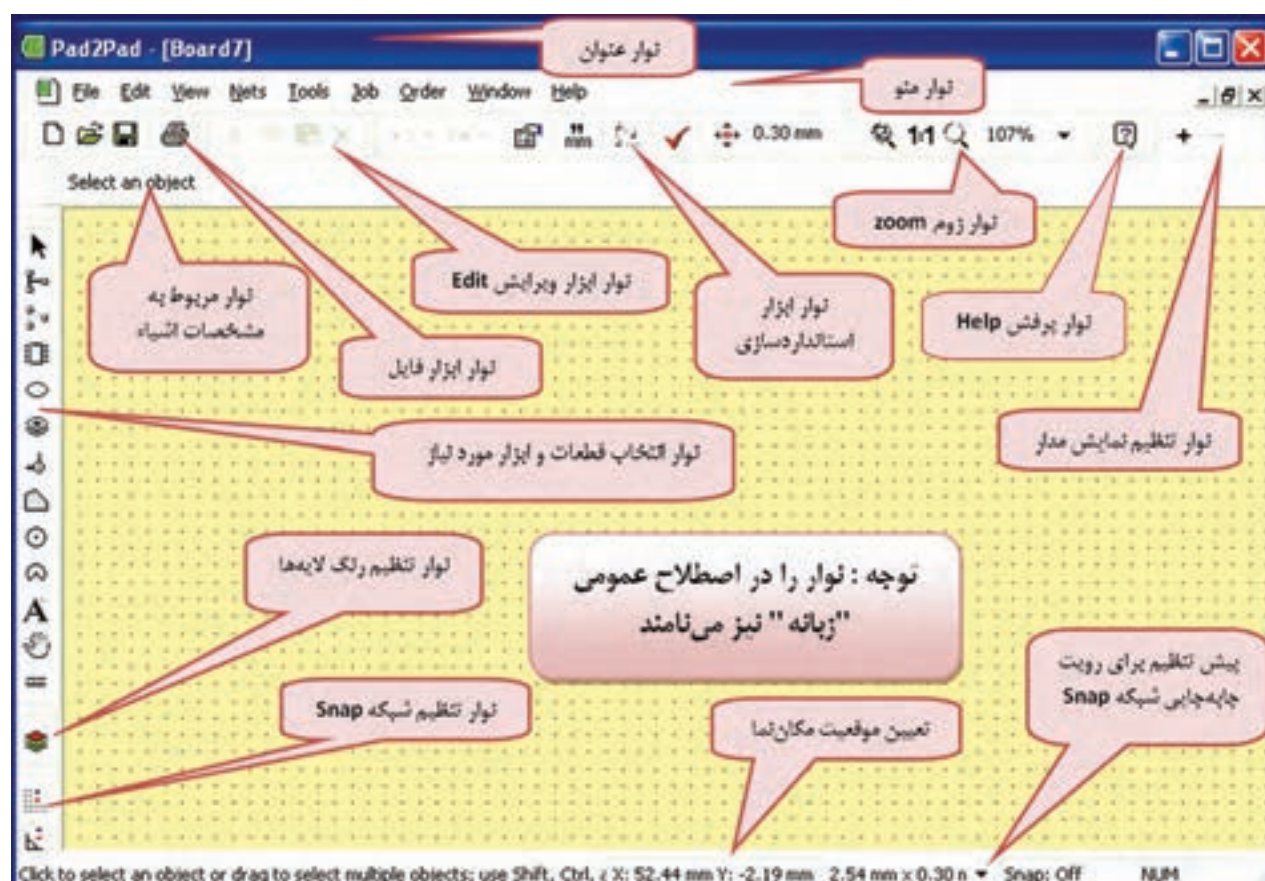 Pad2Pad - [Board7]
نوار عنوان
File Edit View Nets Tools Job Order Window Help
نوار منو
0.30 mm 1:1 107%
Select an object
نوار زوم zoom
نوار ابزار ویرایش Edit
نوار مربوط به
مشخصات اشیاء
نوار ابزار
استانداردسازی
نوار پرفش Help
نوار ابزار فایل
نوار تنظیم نمایش مدار
نوار انتخاب قطعات و ابزار مورد نیاز
نوار تنظیم رنگ لایه‌ها
توجه : نوار را در اصطلاح عمومی
"زبانه" نیز می‌نامند
پیش تنظیم برای رویت
جابه‌جایی شبکه Snap
نوار تنظیم شبکه Snap
تعیین موقعیت مکان‌نما
Click to select an object or drag to select multiple objects; use Shift, Ctrl, X: 52.44 mm Y: -2.19 mm 2.54 mm x 0.30 n Snap: Off NUM